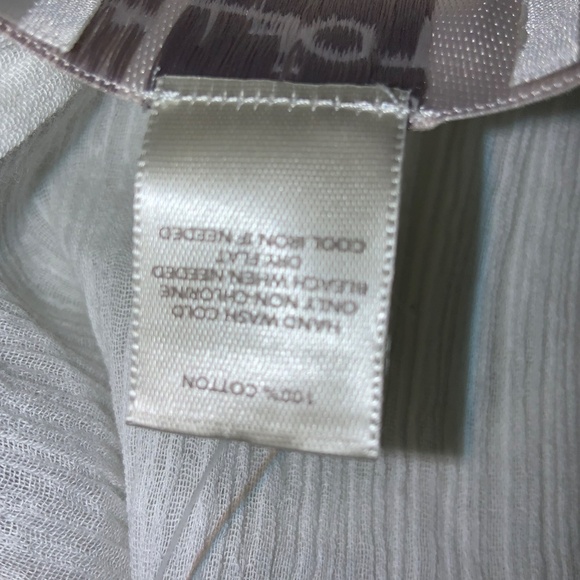 100% COTTON
HAND WASH COLD
ONLY NON-CHLORINE
BLEACH WHEN NEEDED
DRY FLAT
COOL IRON IF NEEDED